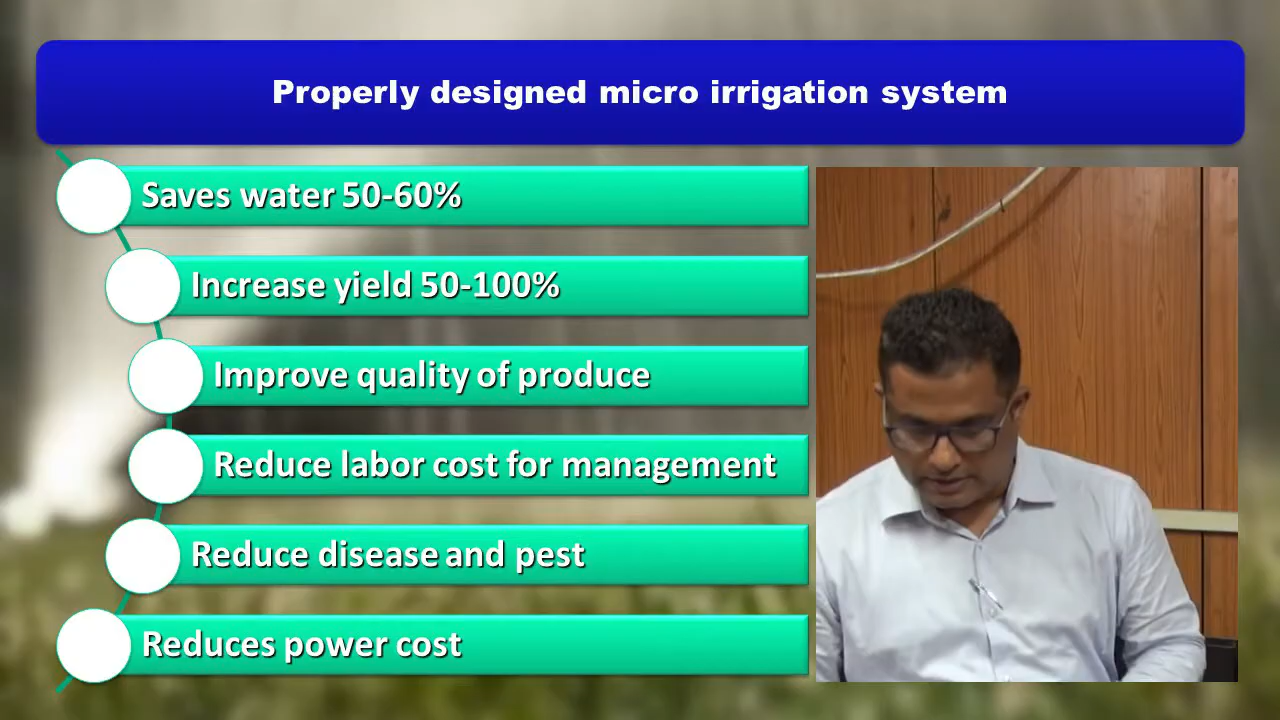 Properly designed micro irrigation system
Saves water 50-60%
Increase yield 50-100%
Improve quality of produce
Reduce labor cost for management
Reduce disease and pest
Reduces power cost